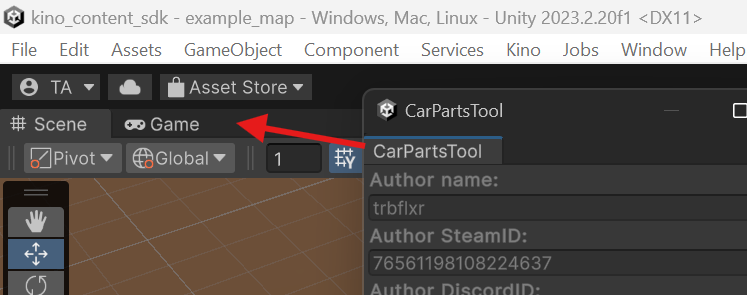 kino_content_sdk - example_map - Windows, Mac, Linux - Unity 2023.2.20f1 <DX11>
File Edit Assets GameObject Component Services Kino Jobs Window Help
TA Asset Store
CarPartsTool
Scene Game
CarPartsTool
Pivot Global 1
Author name:
trbflxr
Author SteamID:
76561198108224637
Author DiscordID: